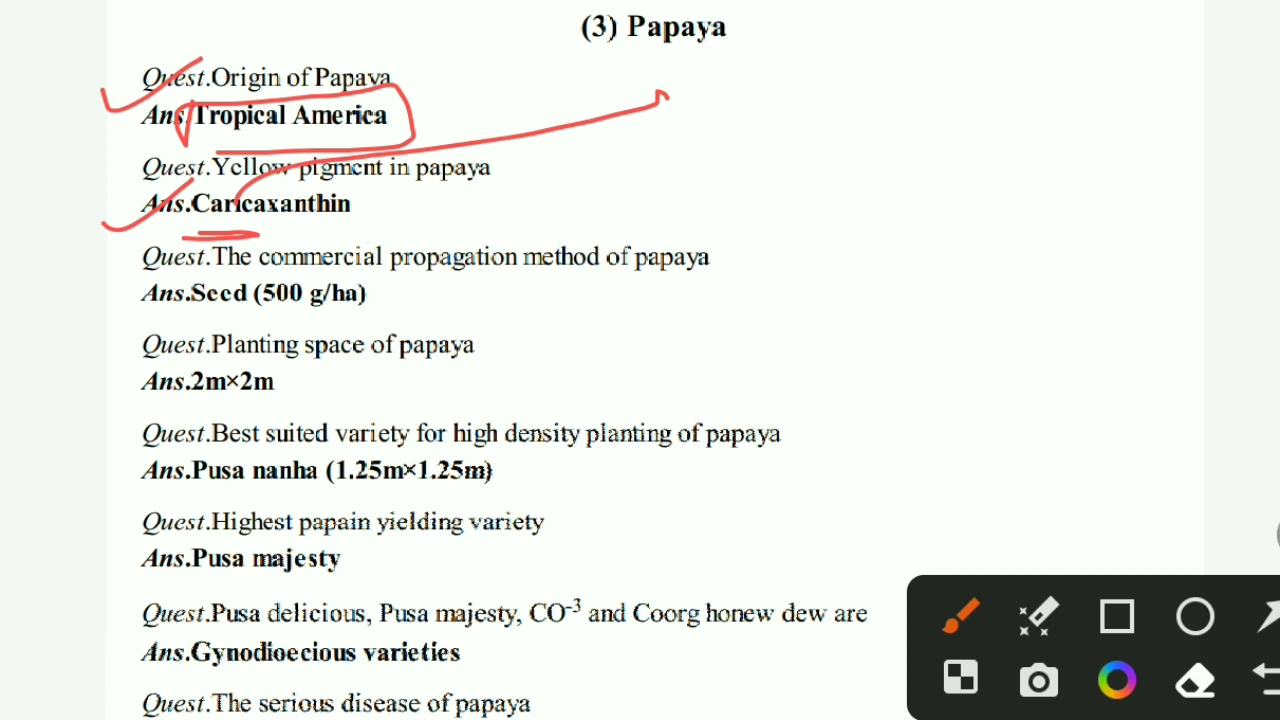 (3) Papaya
Quest.Origin of Papaya
Ans.Tropical America
Quest.Yellow pigment in papaya
Ans.Caricaxanthin
Quest.The commercial propagation method of papaya
Ans.Seed (500 g/ha)
Quest.Planting space of papaya
Ans.2m×2m
Quest.Best suited variety for high density planting of papaya
Ans.Pusa nanha (1.25m×1.25m)
Quest.Highest papain yielding variety
Ans.Pusa majesty
Quest.Pusa delicious, Pusa majesty, CO⁻³ and Coorg honew dew are
Ans.Gynodioecious varieties
Quest.The serious disease of papaya